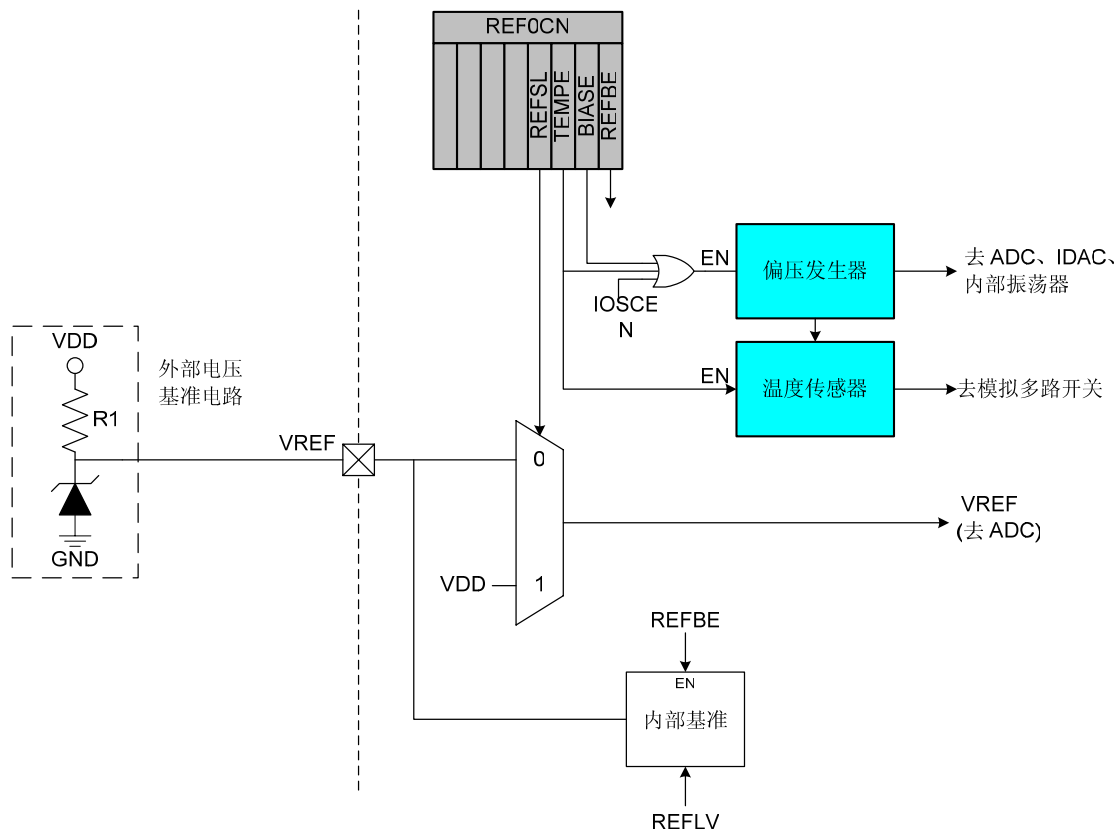 REF0CN
REFSL
TEMPE
BIASE
REFBE
EN
偏压发生器
去 ADC、IDAC、
内部振荡器
IOSCE
N
VDD
外部电压
基准电路
R1
GND
EN
温度传感器
去模拟多路开关
VREF
0
VREF
(去 ADC)
VDD
1
REFBE
EN
内部基准
REFLV